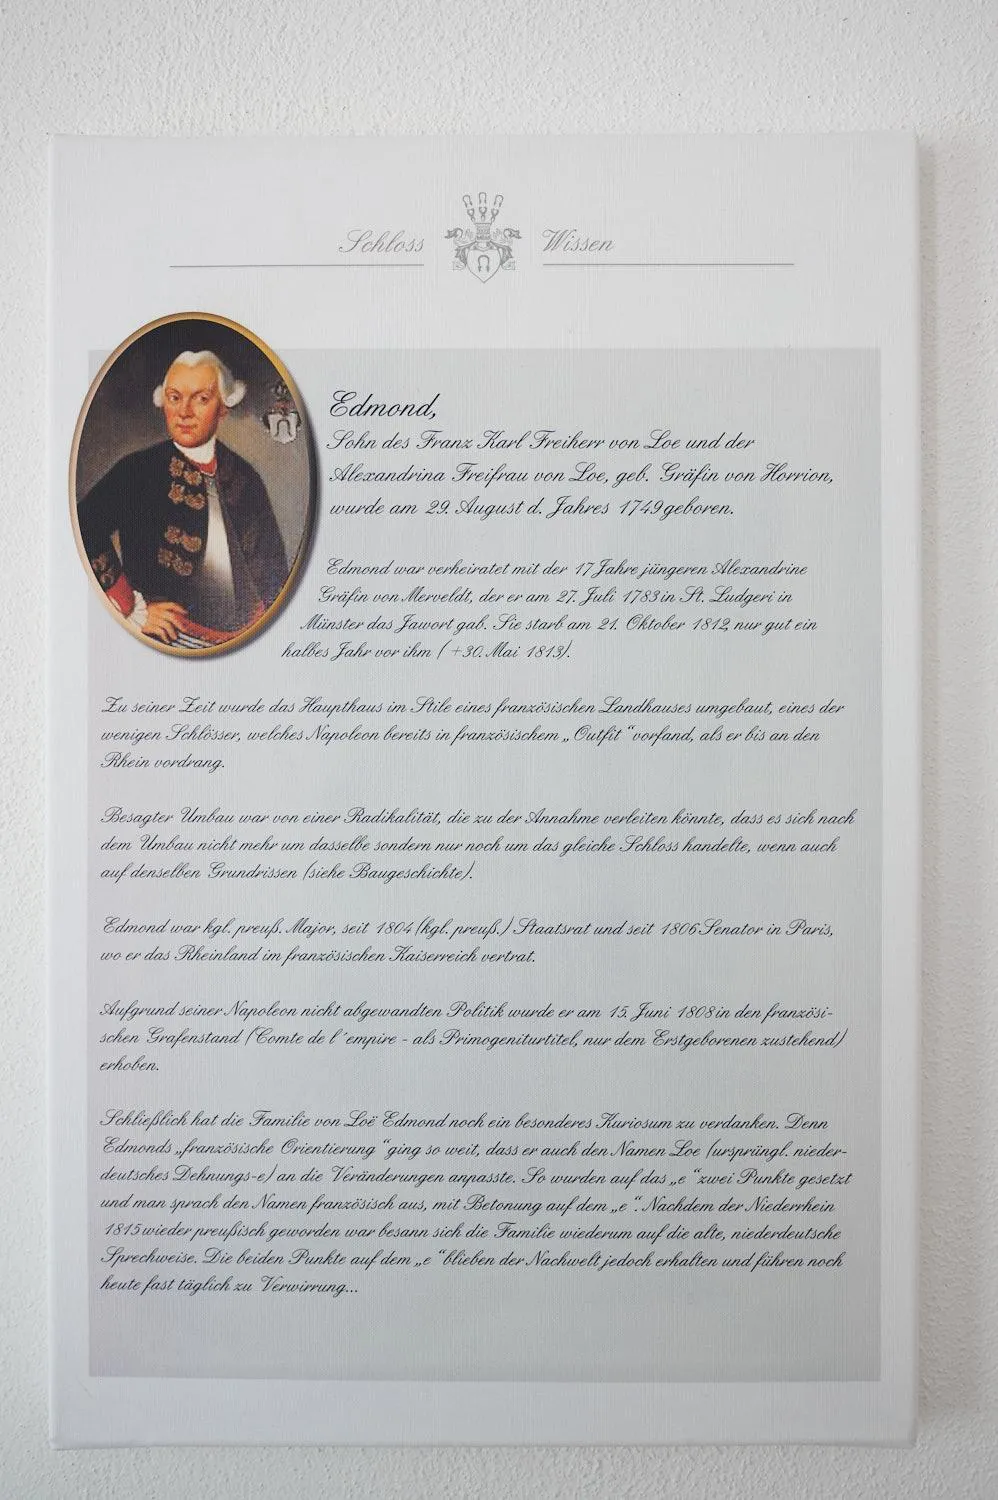 Schloss Wissen
Edmond,
Sohn des Franz Karl Freiherr von Loe und der
Alexandrina Freifrau von Loe, geb. Gräfin von Horrion,
wurde am 29. August d. Jahres 1749 geboren.
Edmond war verheiratet mit der 17 Jahre jüngeren Alexandrine
Gräfin von Merveldt, der er am 27. Juli 1783 in St. Ludgeri in
Münster das Jawort gab. Sie starb am 21. Oktober 1812, nur gut ein
halbes Jahr vor ihm ( +30. Mai 1813).
Zu seiner Zeit wurde das Haupthaus im Stile eines französischen Landhauses umgebaut, eines der
wenigen Schlösser, welches Napoleon bereits in französischem „Outfit“ vorfand, als er bis an den
Rhein vordrang.
Besagter Umbau war von einer Radikalität, die zu der Annahme verleiten könnte, dass es sich nach
dem Umbau nicht mehr um dasselbe sondern nur noch um das gleiche Schloss handelte, wenn auch
auf denselben Grundrissen (siehe Baugeschichte).
Edmond war kgl. preuß. Major, seit 1804 (kgl. preuß.) Staatsrat und seit 1806 Senator in Paris,
wo er das Rheinland im französischen Kaiserreich vertrat.
Aufgrund seiner Napoleon nicht abgewandten Politik wurde er am 15. Juni 1808 in den französi-
schen Grafenstand (Comte de l´empire - als Primogeniturtitel, nur dem Erstgeborenen zustehend)
erhoben.
Schließlich hat die Familie von Loë Edmond noch ein besonderes Kuriosum zu verdanken. Denn
Edmonds „französische Orientierung“ ging so weit, dass er auch den Namen Loe (ursprüngl. nieder-
deutsches Dehnungs-e) an die Veränderungen anpasste. So wurden auf das „e“ zwei Punkte gesetzt
und man sprach den Namen französisch aus, mit Betonung auf dem „e“. Nachdem der Niederrhein
1815 wieder preußisch geworden war besann sich die Familie wiederum auf die alte, niederdeutsche
Sprechweise. Die beiden Punkte auf dem „e“ blieben der Nachwelt jedoch erhalten und führen noch
heute fast täglich zu Verwirrung...